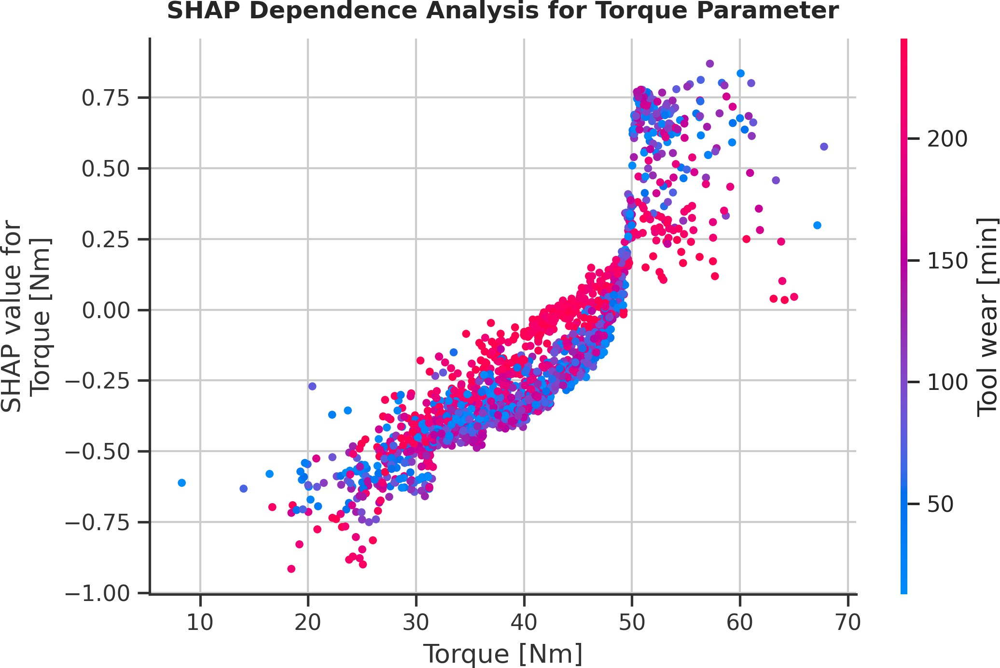 SHAP Dependence Analysis for Torque Parameter
SHAP value for
Torque [Nm]
0.75
0.50
0.25
0.00
−0.25
−0.50
−0.75
−1.00
10 20 30 40 50 60 70
Torque [Nm]
200
150
100
50
Tool wear [min]